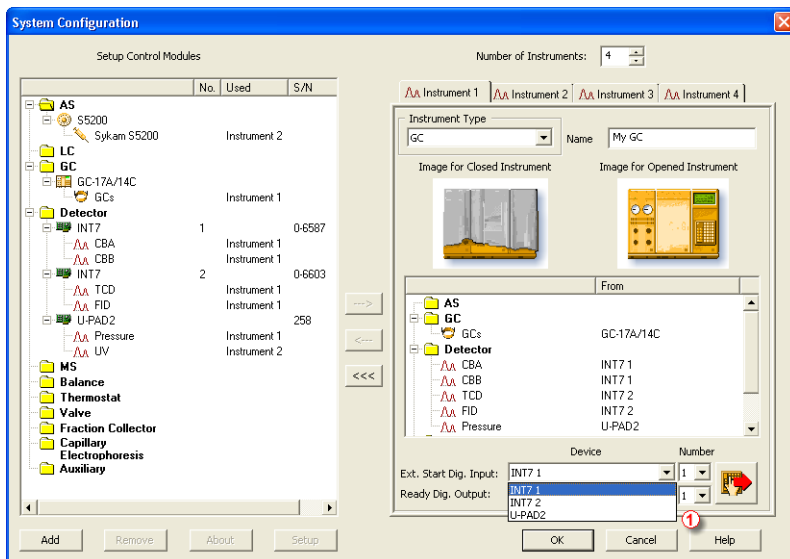 System Configuration
Setup Control Modules
Number of Instruments: 4
No. Used S/N
AS
S5200
Sykam S5200 Instrument 2
LC
GC
GC-17A/14C
GCs Instrument 1
Detector
INT7 1 0-6587
CBA Instrument 1
CBB Instrument 1
INT7 2 0-6603
TCD Instrument 1
FID Instrument 1
U-PAD2 258
Pressure Instrument 1
UV Instrument 2
MS
Balance
Thermostat
Valve
Fraction Collector
Capillary
Electrophoresis
Auxiliary
--->
<---
<<<
Instrument 1 Instrument 2 Instrument 3 Instrument 4
Instrument Type
GC Name My GC
Image for Closed Instrument Image for Opened Instrument
From
AS
GC
GCs GC-17A/14C
Detector
CBA INT7 1
CBB INT7 1
TCD INT7 2
FID INT7 2
Pressure U-PAD2
Device Number
Ext. Start Dig. Input: INT7 1 1
Ready Dig. Output: 1
INT7 1
INT7 2
U-PAD2
1
Add Remove About Setup OK Cancel Help